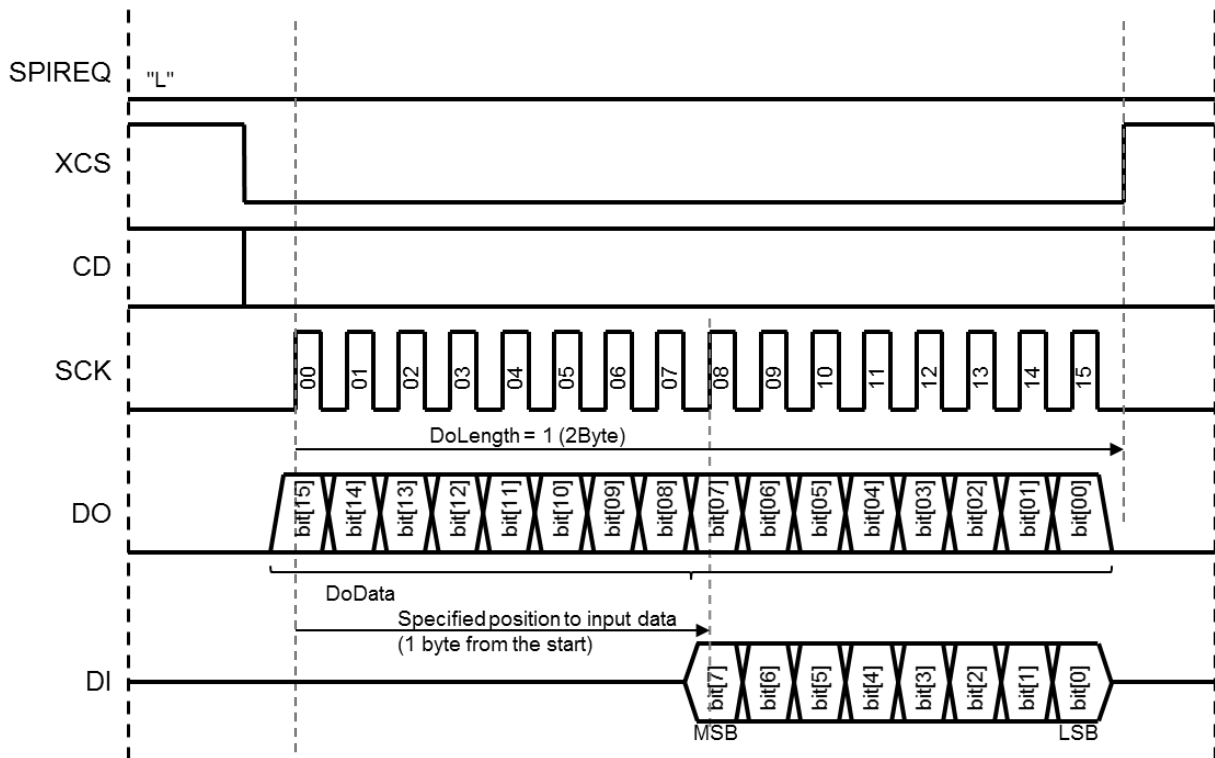 SPIREQ
"L"
XCS
CD
SCK
00 01 02 03 04 05 06 07 08 09 10 11 12 13 14 15
DoLength = 1 (2Byte)
DO
bit[15] bit[14] bit[13] bit[12] bit[11] bit[10] bit[09] bit[08] bit[07] bit[06] bit[05] bit[04] bit[03] bit[02] bit[01] bit[00]
DoData
Specified position to input data
(1 byte from the start)
DI
bit[7] bit[6] bit[5] bit[4] bit[3] bit[2] bit[1] bit[0]
MSB LSB